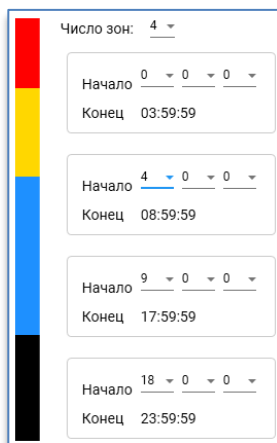 Число зон: 4
Начало 0 0 0
Конец 03:59:59
Начало 4 0 0
Конец 08:59:59
Начало 9 0 0
Конец 17:59:59
Начало 18 0 0
Конец 23:59:59